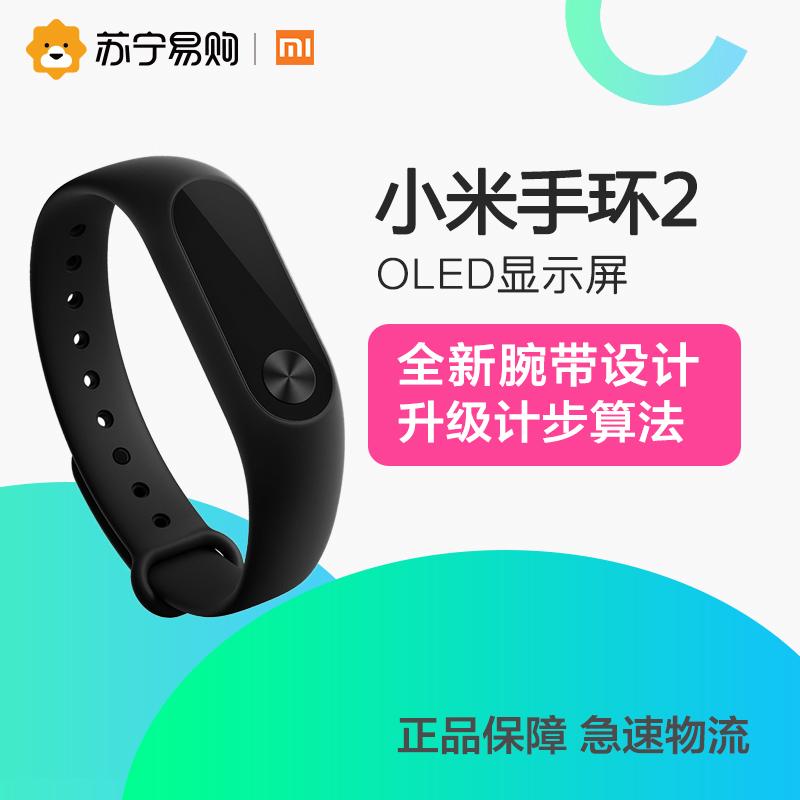 苏宁易购 | mi
小米手环2
OLED显示屏
全新腕带设计
升级计步算法
正品保障 急速物流